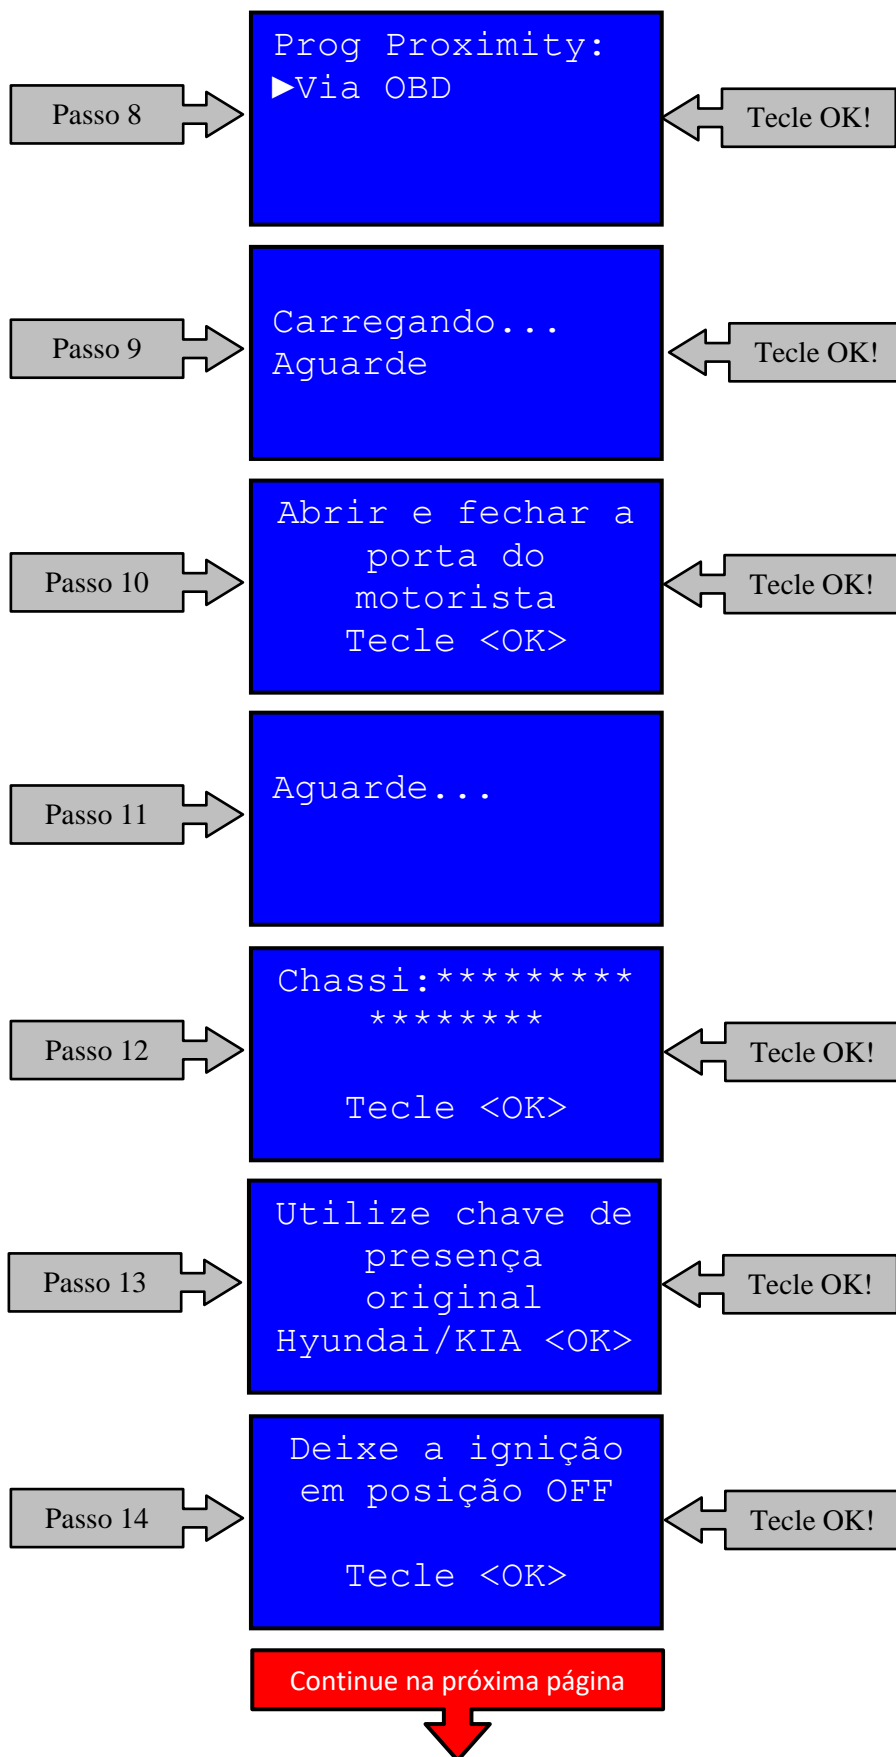 Prog Proximity:
►Via OBD
Passo 8
Tecle OK!
Carregando...
Aguarde
Passo 9
Tecle OK!
Abrir e fechar a
porta do
motorista
Tecle <OK>
Passo 10
Tecle OK!
Aguarde...
Passo 11
Chassi:*********
********
Tecle <OK>
Passo 12
Tecle OK!
Utilize chave de
presença
original
Hyundai/KIA <OK>
Passo 13
Tecle OK!
Deixe a ignição
em posição OFF
Tecle <OK>
Passo 14
Tecle OK!
Continue na próxima página